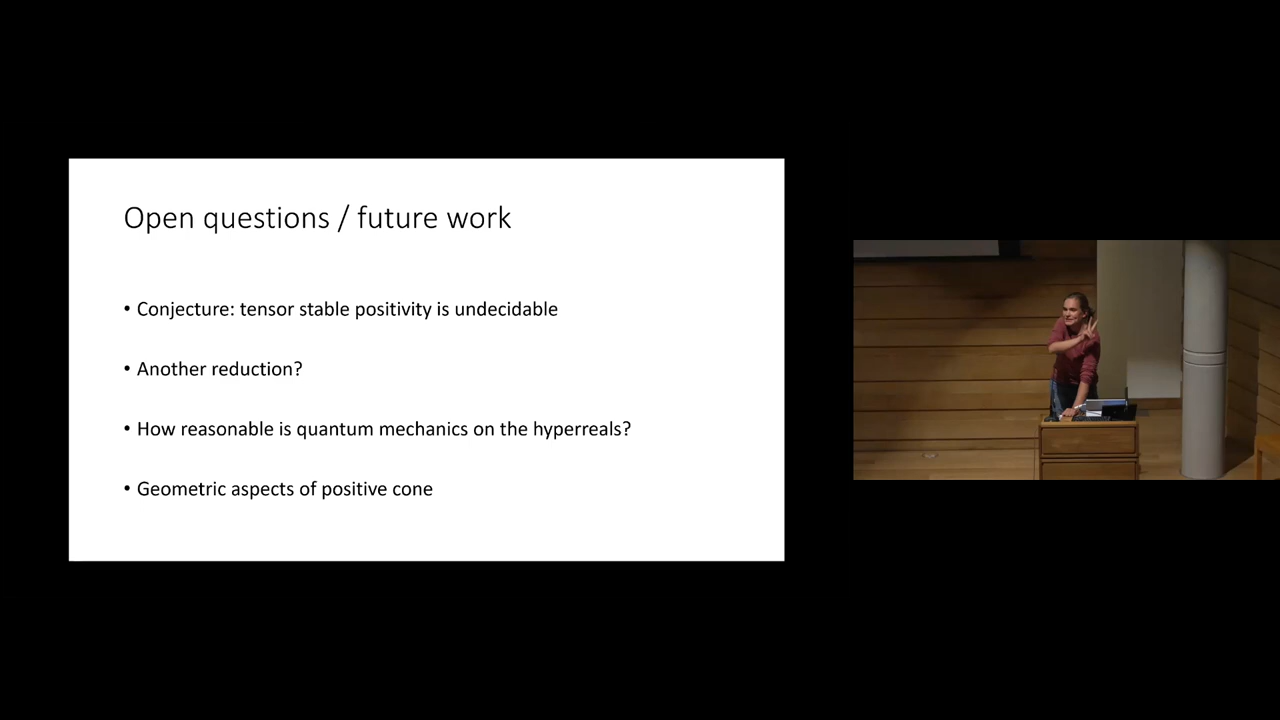 Open questions / future work
• Conjecture: tensor stable positivity is undecidable
• Another reduction?
• How reasonable is quantum mechanics on the hyperreals?
• Geometric aspects of positive cone